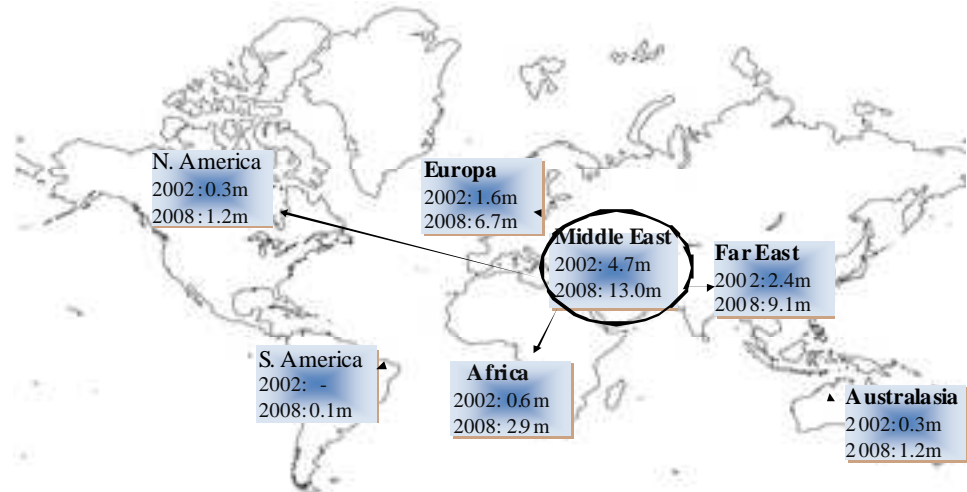 N. America
2002:0.3m
2008:1.2m
Europa
2002:1.6m
2008:6.7m
Middle East
2002: 4.7m
2008: 13.0m
Far East
2002:2.4m
2008:9.1m
S. America
2002: -
2008:0.1m
Africa
2002: 0.6m
2008: 2.9m
Australasia
2002:0.3m
2008:1.2m